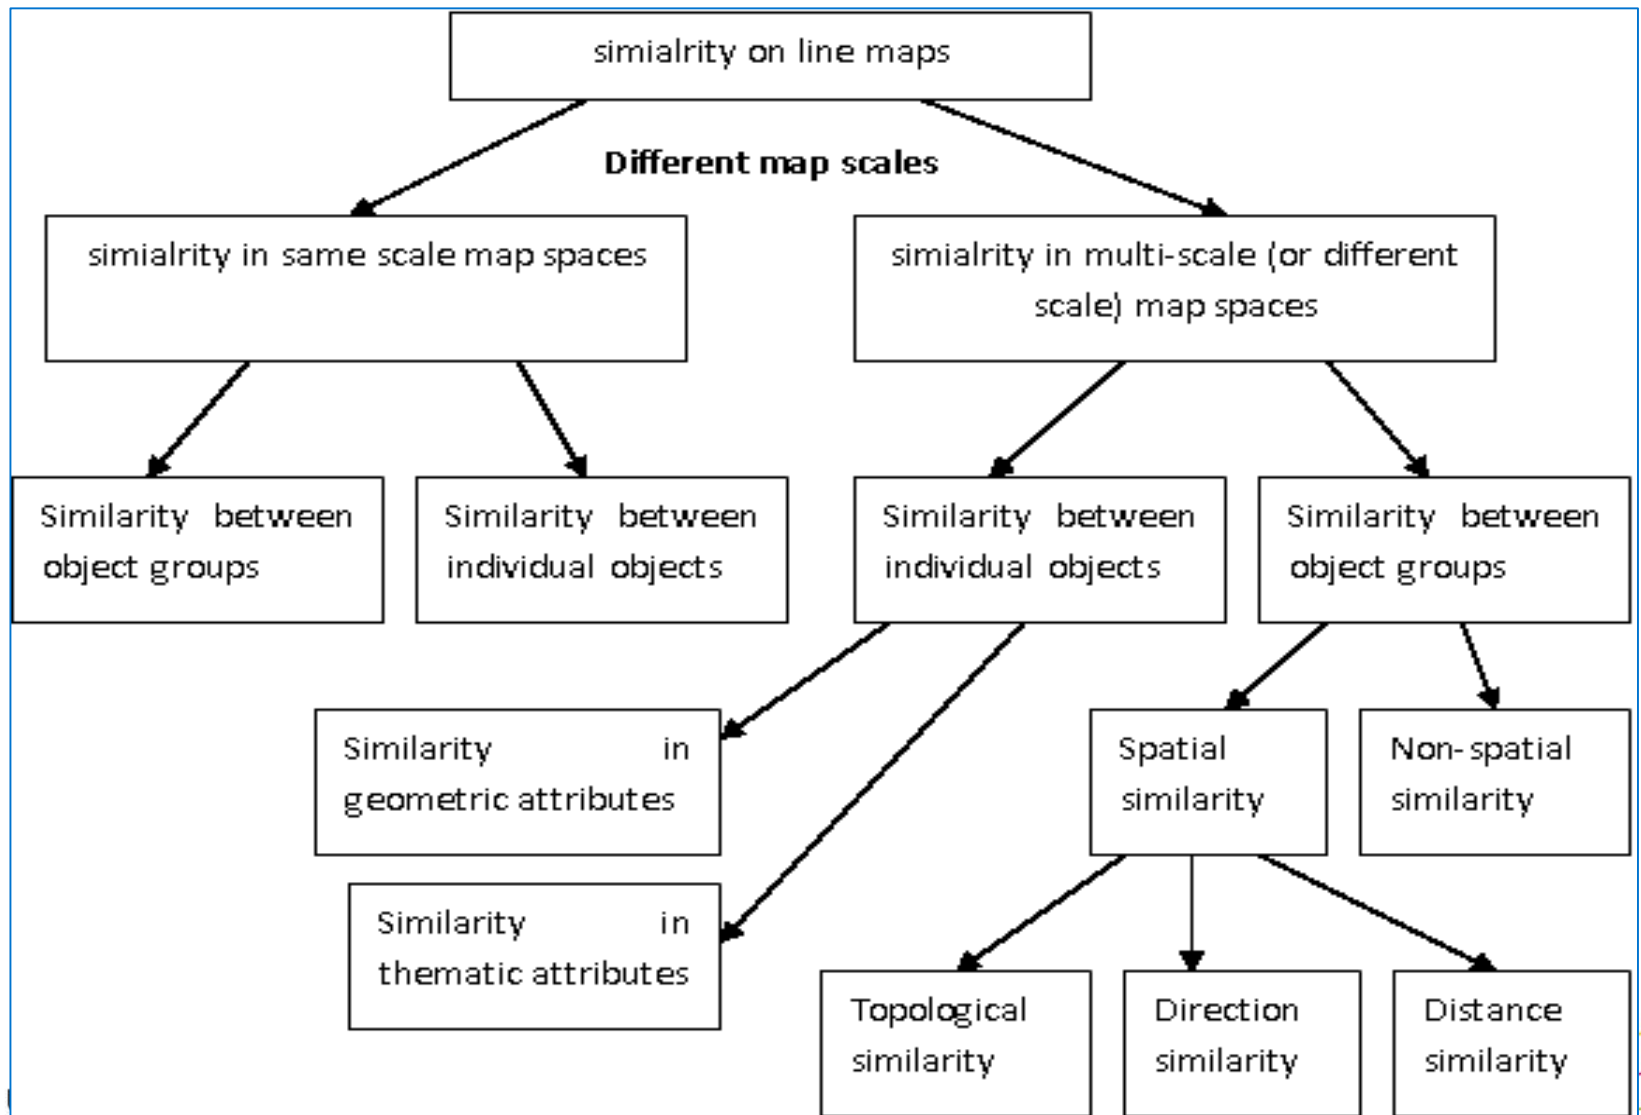 simialrity on line maps
Different map scales
simialrity in same scale map spaces
simialrity in multi-scale (or different
scale) map spaces
Similarity between
object groups
Similarity between
individual objects
Similarity between
individual objects
Similarity between
object groups
Similarity in
geometric attributes
Spatial
similarity
Non-spatial
similarity
Similarity in
thematic attributes
Topological
similarity
Direction
similarity
Distance
similarity